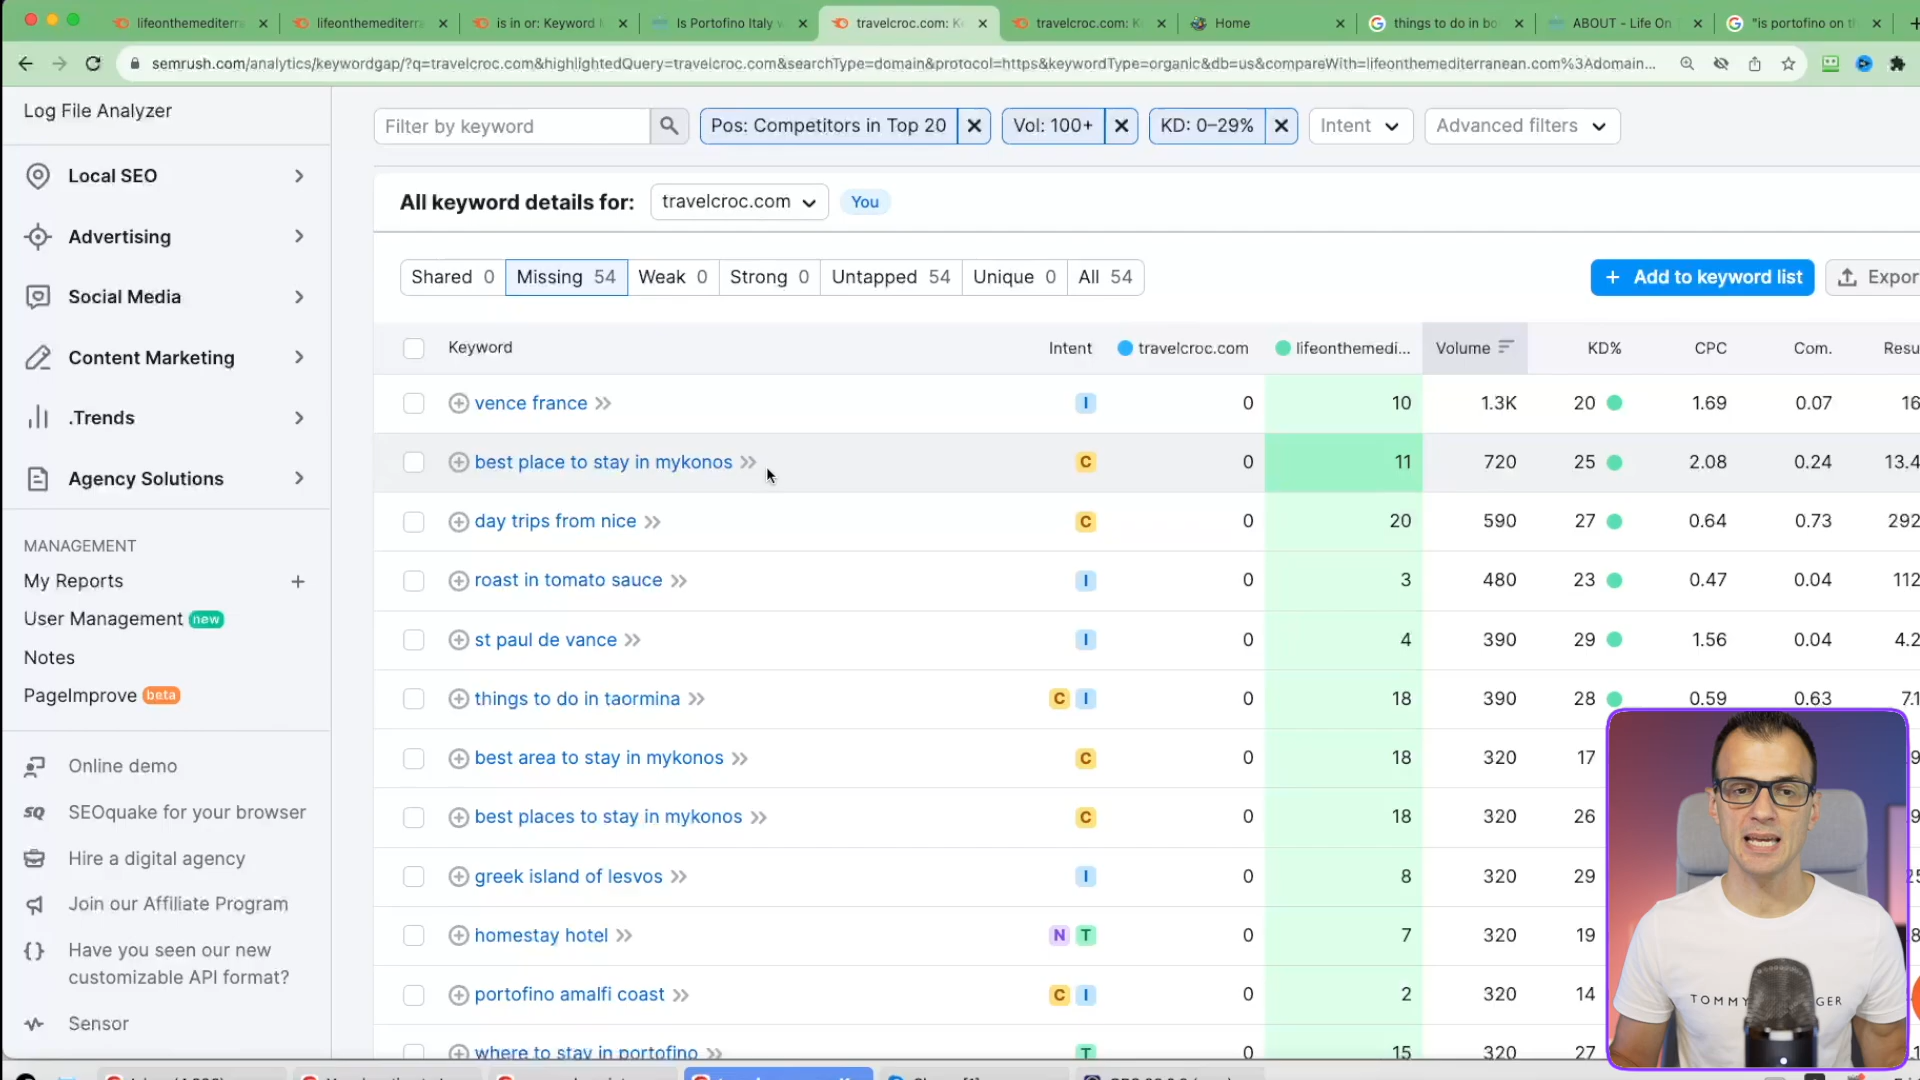 lifeonthemediterra
lifeonthemediterra
is in or: Keyword
Is Portofino Italy
travelcroc.com: K
travelcroc.com: K
Home
things to do in bo
ABOUT - Life On
"is portofino on t
semrush.com/analytics/keywordgap/?q=travelcroc.com&highlightedQuery=travelcroc.com&searchType=domain&protocol=https&keywordType=organic&db=us&compareWith=lifeonthemediterranean.com%3Adomain...
Log File Analyzer
Local SEO
Advertising
Social Media
Content Marketing
.Trends
Agency Solutions
MANAGEMENT
My Reports +
User Management new
Notes
PageImprove beta
Online demo
SQ SEOquake for your browser
Hire a digital agency
Join our Affiliate Program
{} Have you seen our new
customizable API format?
Sensor
Filter by keyword
Pos: Competitors in Top 20
Vol: 100+
KD: 0–29%
Intent
Advanced filters
All keyword details for: travelcroc.com You
Shared 0 Missing 54 Weak 0 Strong 0 Untapped 54 Unique 0 All 54
+ Add to keyword list
Expor
Keyword Intent travelcroc.com lifeonthemedi... Volume KD% CPC Com. Resu
vence france I 0 10 1.3K 20 1.69 0.07 16
best place to stay in mykonos C 0 11 720 25 2.08 0.24 13.4
day trips from nice C 0 20 590 27 0.64 0.73 292
roast in tomato sauce I 0 3 480 23 0.47 0.04 112
st paul de vance I 0 4 390 29 1.56 0.04 4.2
things to do in taormina C I 0 18 390 28 0.59 0.63 7.1
best area to stay in mykonos C 0 18 320 17
best places to stay in mykonos C 0 18 320 26
greek island of lesvos I 0 8 320 29
homestay hotel N T 0 7 320 19
portofino amalfi coast C I 0 2 320 14
where to stay in portofino T 0 15 320 27
TOMMY GER